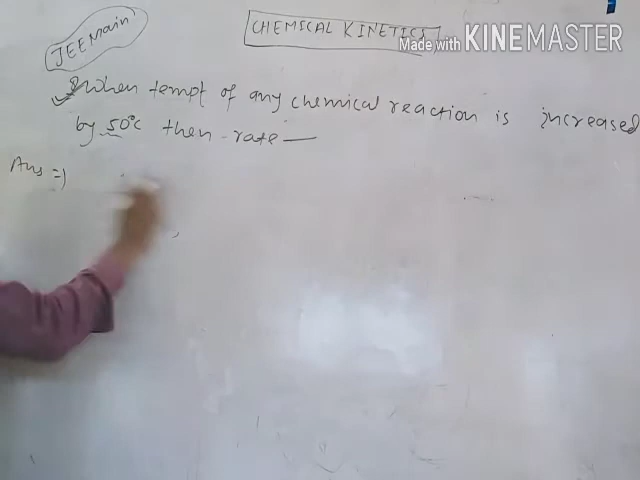 JEE Main
CHEMICAL KINETICS
Made with KINEMASTER
When tempt of any chemical reaction is increased
by 50°C then rate —
Ans ⇒